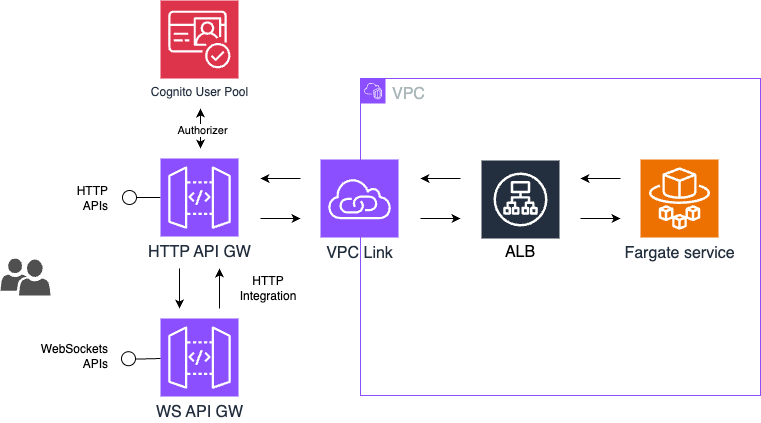 Cognito User Pool
Authorizer
VPC
HTTP
APIs
HTTP API GW
VPC Link
ALB
Fargate service
HTTP
Integration
WebSockets
APIs
WS API GW